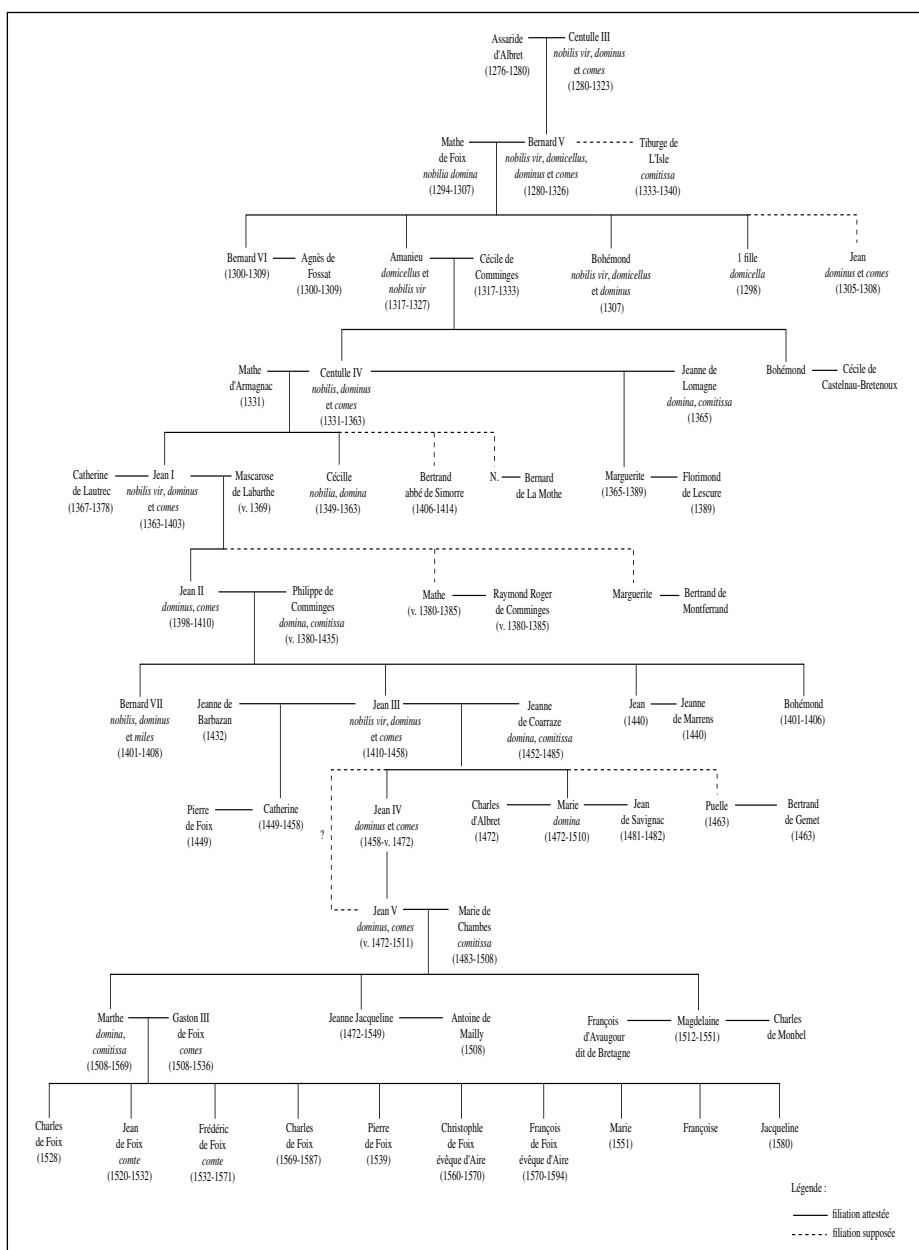 Assaride
d'Albret
(1276-1280)
Centulle III
nobilis vir, dominus
et comes
(1280-1323)
Mathe
de Foix
nobilia domina
(1294-1307)
Bernard V
nobilis vir, domicellus,
dominus et comes
(1280-1326)
Tiburge de
L'Isle
comitissa
(1333-1340)
Bernard VI
(1300-1309)
Agnès de
Fossat
(1300-1309)
Amanieu
domicellus et
nobilis vir
(1317-1327)
Cécile de
Comminges
(1317-1333)
Bohémond
nobilis vir, domicellus
et dominus
(1307)
1 fille
domicella
(1298)
Jean
dominus et comes
(1305-1308)
Mathe
d'Armagnac
(1331)
Centulle IV
nobilis, dominus
et comes
(1331-1363)
Jeanne de
Lomagne
domina, comitissa
(1365)
Bohémond
Cécile de
Castelnau-Bretenoux
Catherine
de Lautrec
(1367-1378)
Jean I
nobilis vir, dominus
et comes
(1363-1403)
Mascarose
de Labarthe
(v. 1369)
Cécille
nobilia, domina
(1349-1363)
Bertrand
abbé de Simorre
(1406-1414)
N.
Bernard
de La Mothe
Marguerite
(1365-1389)
Florimond
de Lescure
(1389)
Jean II
dominus, comes
(1398-1410)
Philippe de
Comminges
domina, comitissa
(v. 1380-1435)
Mathe
(v. 1380-1385)
Raymond Roger
de Comminges
(v. 1380-1385)
Marguerite
Bertrand de
Montferrand
Bernard VII
nobilis, dominus
et miles
(1401-1408)
Jeanne de
Barbazan
(1432)
Jean III
nobilis vir, dominus
et comes
(1410-1458)
Jeanne
de Coarraze
domina, comitissa
(1452-1485)
Jean
(1440)
Jeanne
de Marrens
(1440)
Bohémond
(1401-1406)
Pierre
de Foix
(1449)
Catherine
(1449-1458)
?
Jean IV
dominus et comes
(1458-v. 1472)
Charles
d'Albret
(1472)
Marie
domina
(1472-1510)
Jean
de Savignac
(1481-1482)
Puelle
(1463)
Bertrand
de Gemet
(1463)
Jean V
dominus, comes
(v. 1472-1511)
Marie de
Chambes
comitissa
(1483-1508)
Marthe
domina,
comitissa
(1508-1569)
Gaston III
de Foix
comes
(1508-1536)
Jeanne Jacqueline
(1472-1549)
Antoine de
Mailly
(1508)
François
d'Avaugour
dit de Bretagne
Magdelaine
(1512-1551)
Charles
de Monbel
Charles
de Foix
(1528)
Jean
de Foix
comte
(1520-1532)
Frédéric
de Foix
comte
(1532-1571)
Charles
de Foix
(1569-1587)
Pierre
de Foix
(1539)
Christophle
de Foix
évêque d'Aire
(1560-1570)
François
de Foix
évêque d'Aire
(1570-1594)
Marie
(1551)
Françoise
Jacqueline
(1580)
Légende :
filiation attestée
filiation supposée